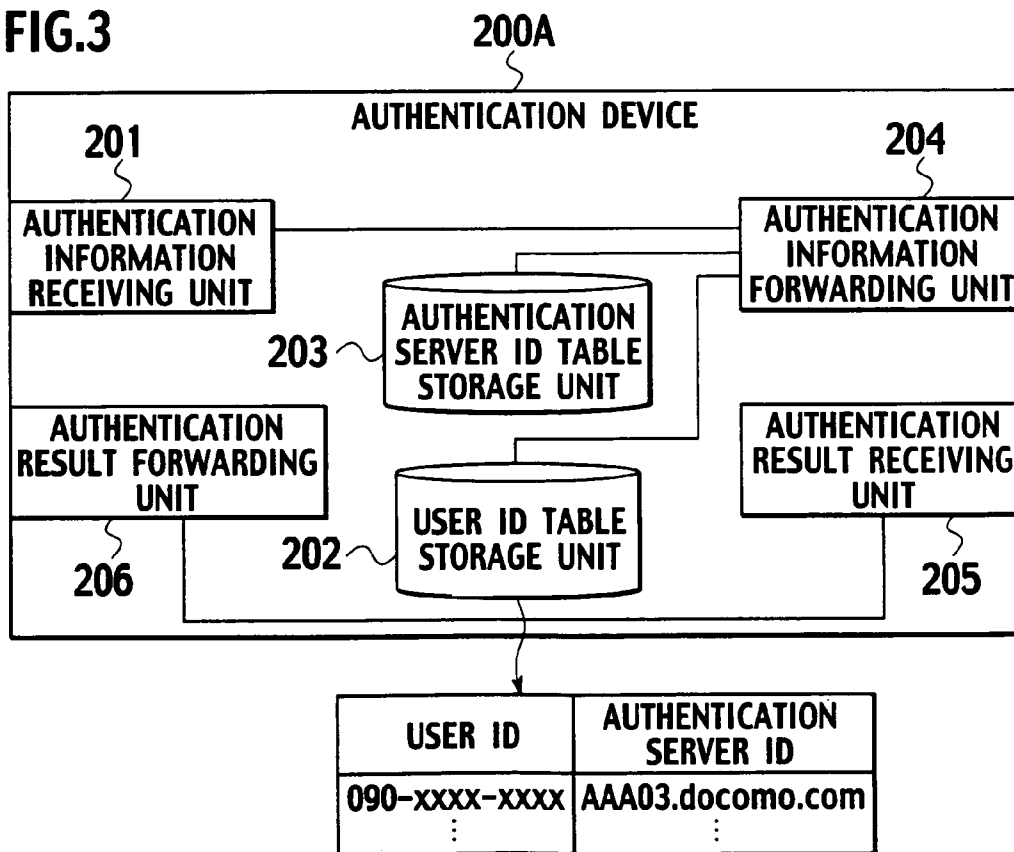 FIG.3
200A
AUTHENTICATION DEVICE
201
204
AUTHENTICATION
INFORMATION
RECEIVING UNIT
AUTHENTICATION
INFORMATION
FORWARDING UNIT
203
AUTHENTICATION
SERVER ID TABLE
STORAGE UNIT
AUTHENTICATION
RESULT FORWARDING
UNIT
AUTHENTICATION
RESULT RECEIVING
UNIT
202
USER ID TABLE
STORAGE UNIT
206
205
USER ID
AUTHENTICATION
SERVER ID
090-xxxx-xxxx
AAA03.docomo.com
⋮
⋮